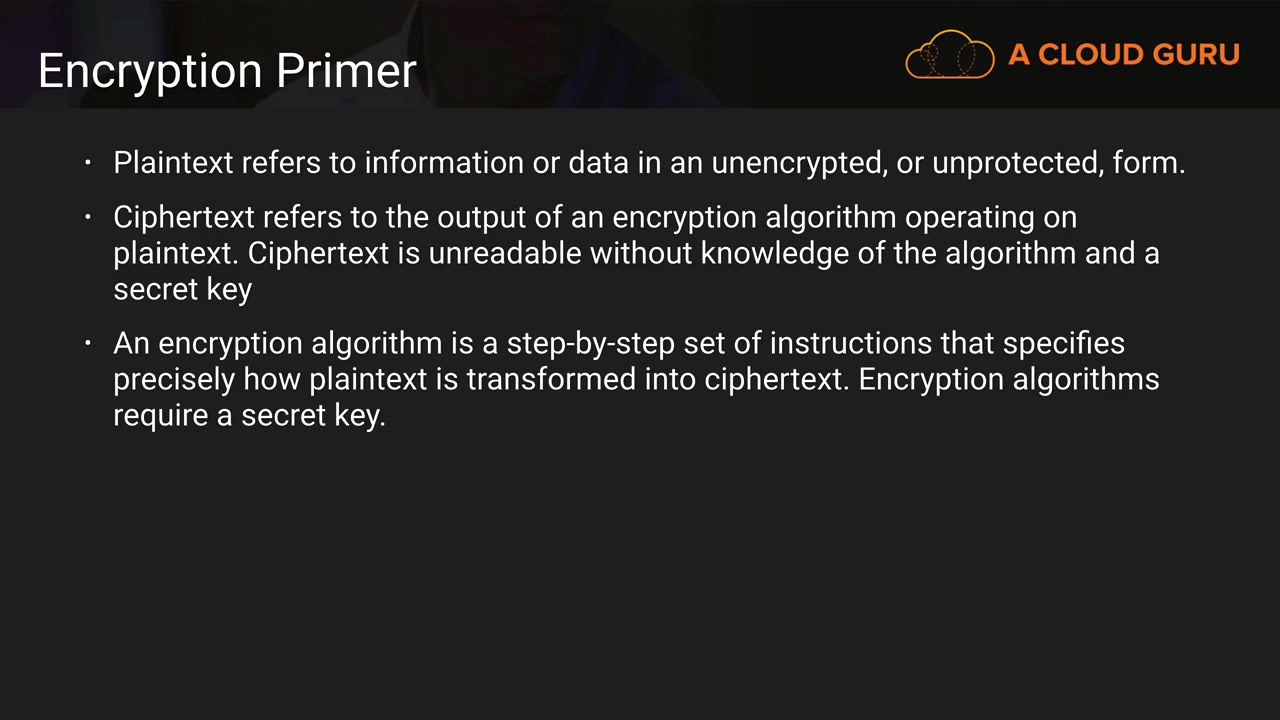 Encryption Primer
A CLOUD GURU
· Plaintext refers to information or data in an unencrypted, or unprotected, form.
· Ciphertext refers to the output of an encryption algorithm operating on
plaintext. Ciphertext is unreadable without knowledge of the algorithm and a
secret key
· An encryption algorithm is a step-by-step set of instructions that specifies
precisely how plaintext is transformed into ciphertext. Encryption algorithms
require a secret key.